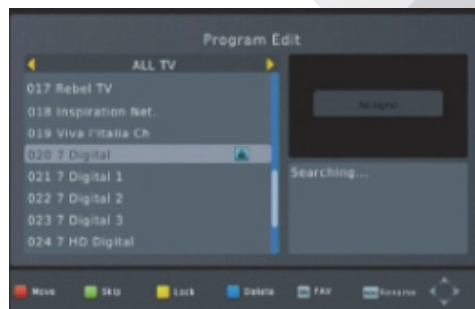 Program Edit
ALL TV
017 Rebel TV
018 Inspiration Net.
019 Viva l'Italia Ch
020 7 Digital
021 7 Digital 1
022 7 Digital 2
023 7 Digital 3
024 7 HD Digital
No signal
Searching...
Move Skip Lock Delete FAV Rename